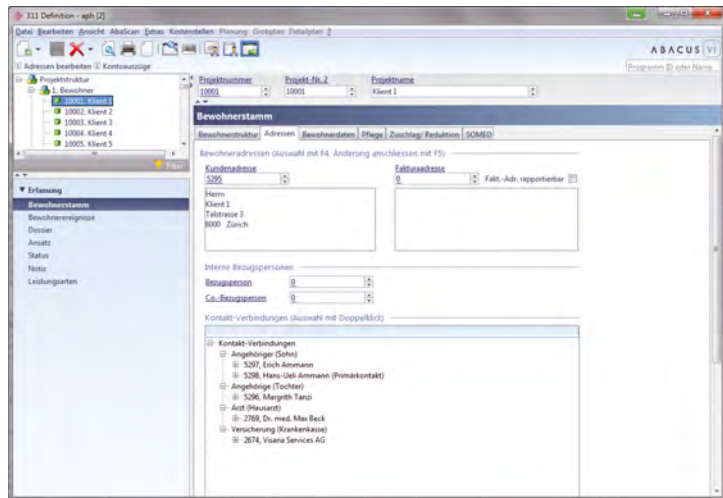 311 Definition - aph [2]
Datei Bearbeiten Ansicht AbaScan Extras Kostenstellen Planung Grobplan Detailplan ?
ABACUS VI
Adressen bearbeiten Kontoauszüge
Programm ID oder Name
Projektstruktur
1. Bewohner
10001. Klient 1
10002. Klient 2
10003. Klient 3
10004. Klient 4
10005. Klient 5
Filter
Erfassung
Bewohnerstamm
Bewohnerereignisse
Dossier
Ansatz
Status
Notiz
Leistungsarten
Projektnummer Projekt-Nr. 2 Projektname
10001 10001 Klient 1
Bewohnerstamm
Bewohnerstruktur Adressen Bewohnerdaten Pflege Zuschlag/ Reduktion SOMED
Bewohneradressen (Auswahl mit F4, Änderung anschliessen mit F5)
Kundenadresse Fakturaadresse
5295 0 Fakt.-Adr. rapportierbar
Herrn
Klient 1
Talstrasse 3
8000 Zürich
Interne Bezugspersonen
Bezugsperson 0
Co.-Bezugsperson 0
Kontakt-Verbindungen (Auswahl mit Doppelklick)
Kontakt-Verbindungen
Angehöriger (Sohn)
5297, Erich Ammann
5298, Hans-Ueli Ammann (Primärkontakt)
Angehörige (Tochter)
5296, Margrith Tanzi
Arzt (Hausarzt)
2769, Dr. med. Max Beck
Versicherung (Krankenkasse)
2674, Visana Services AG